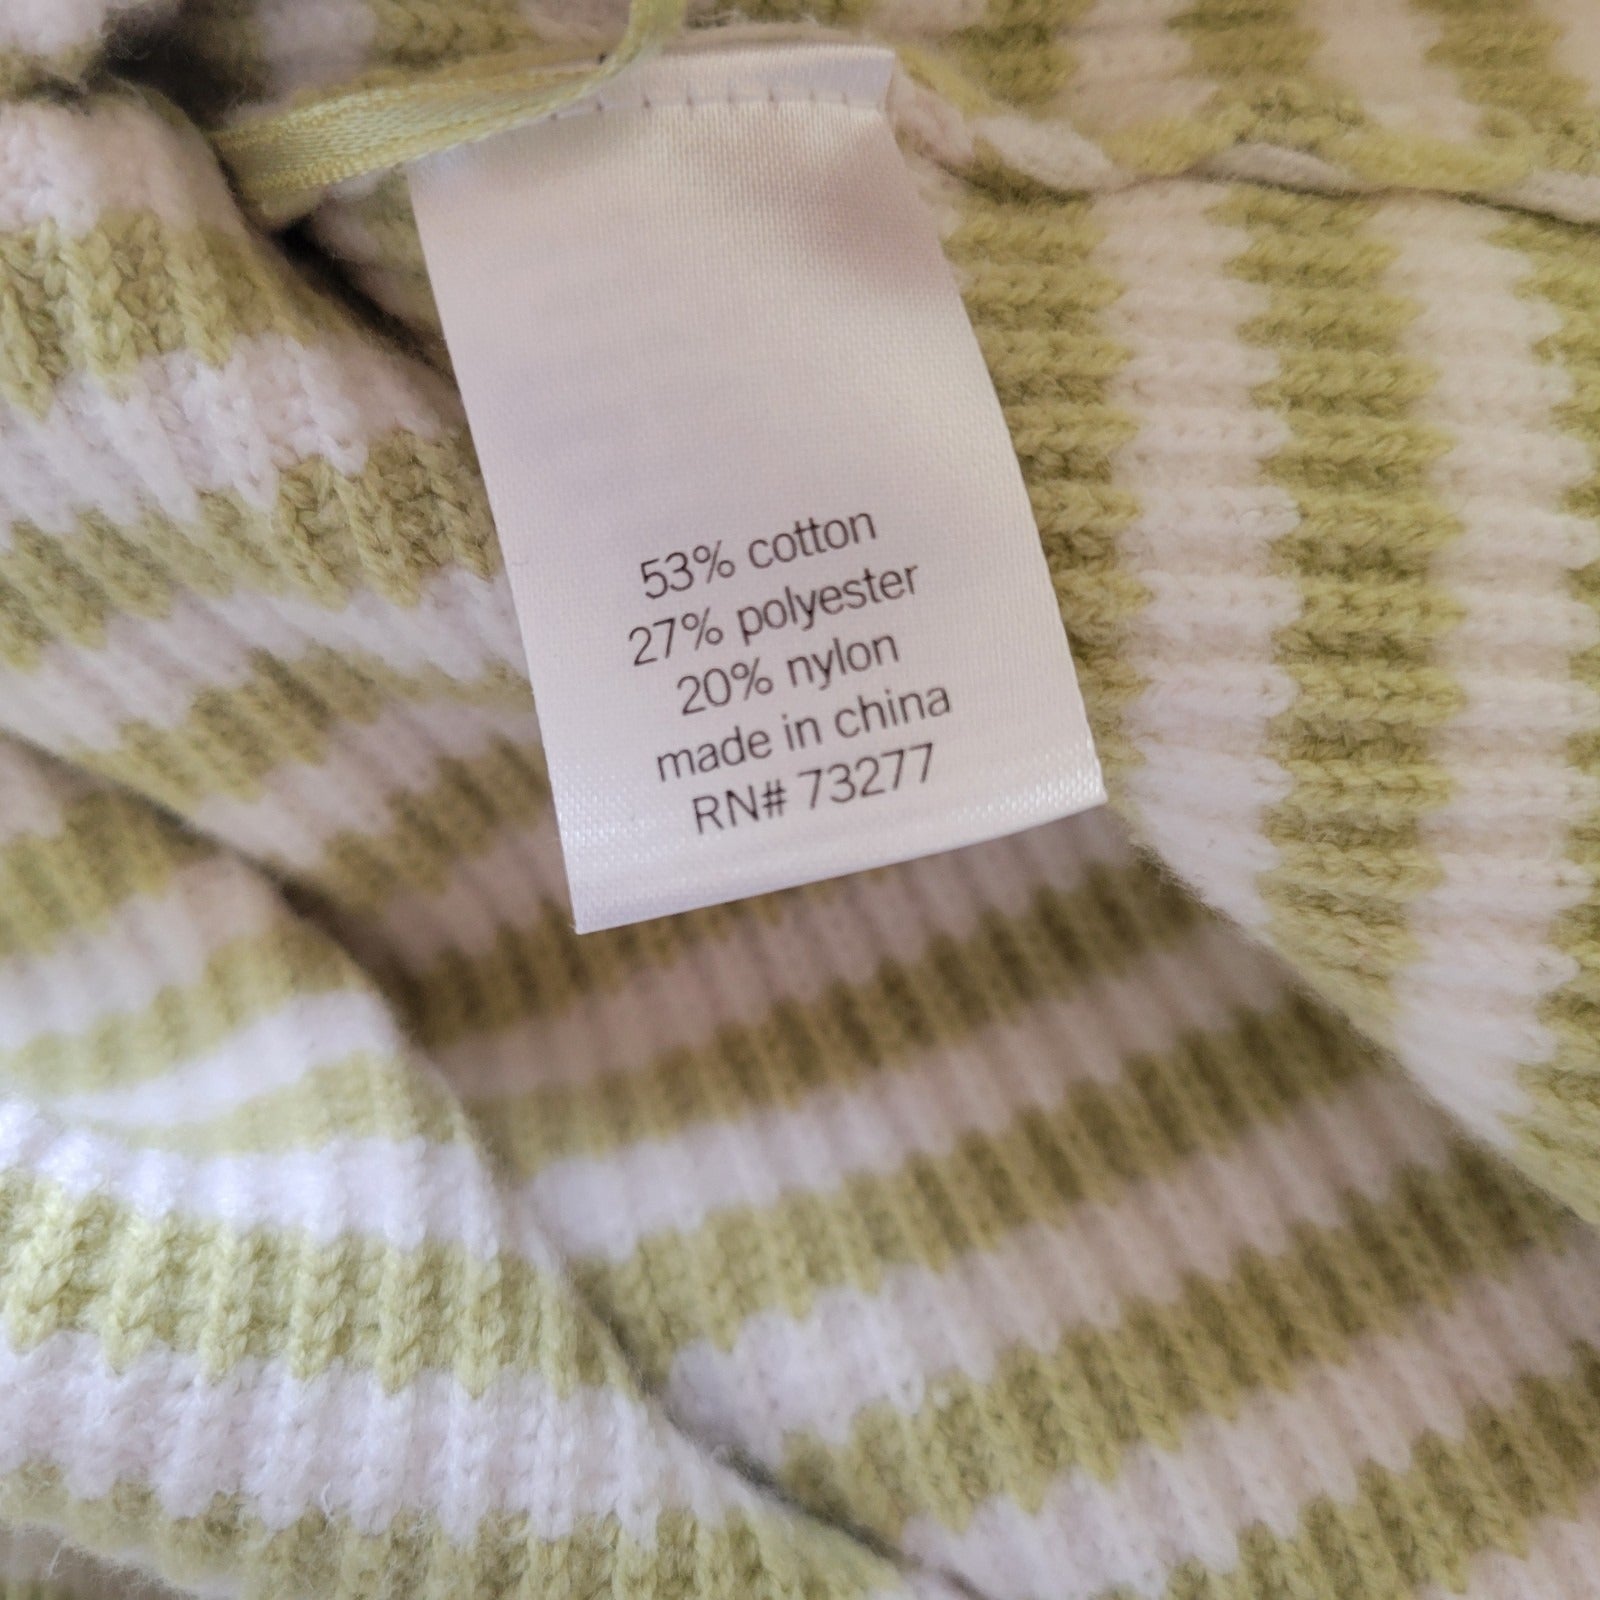 53% cotton
27% polyester
20% nylon
made in china
RN# 73277